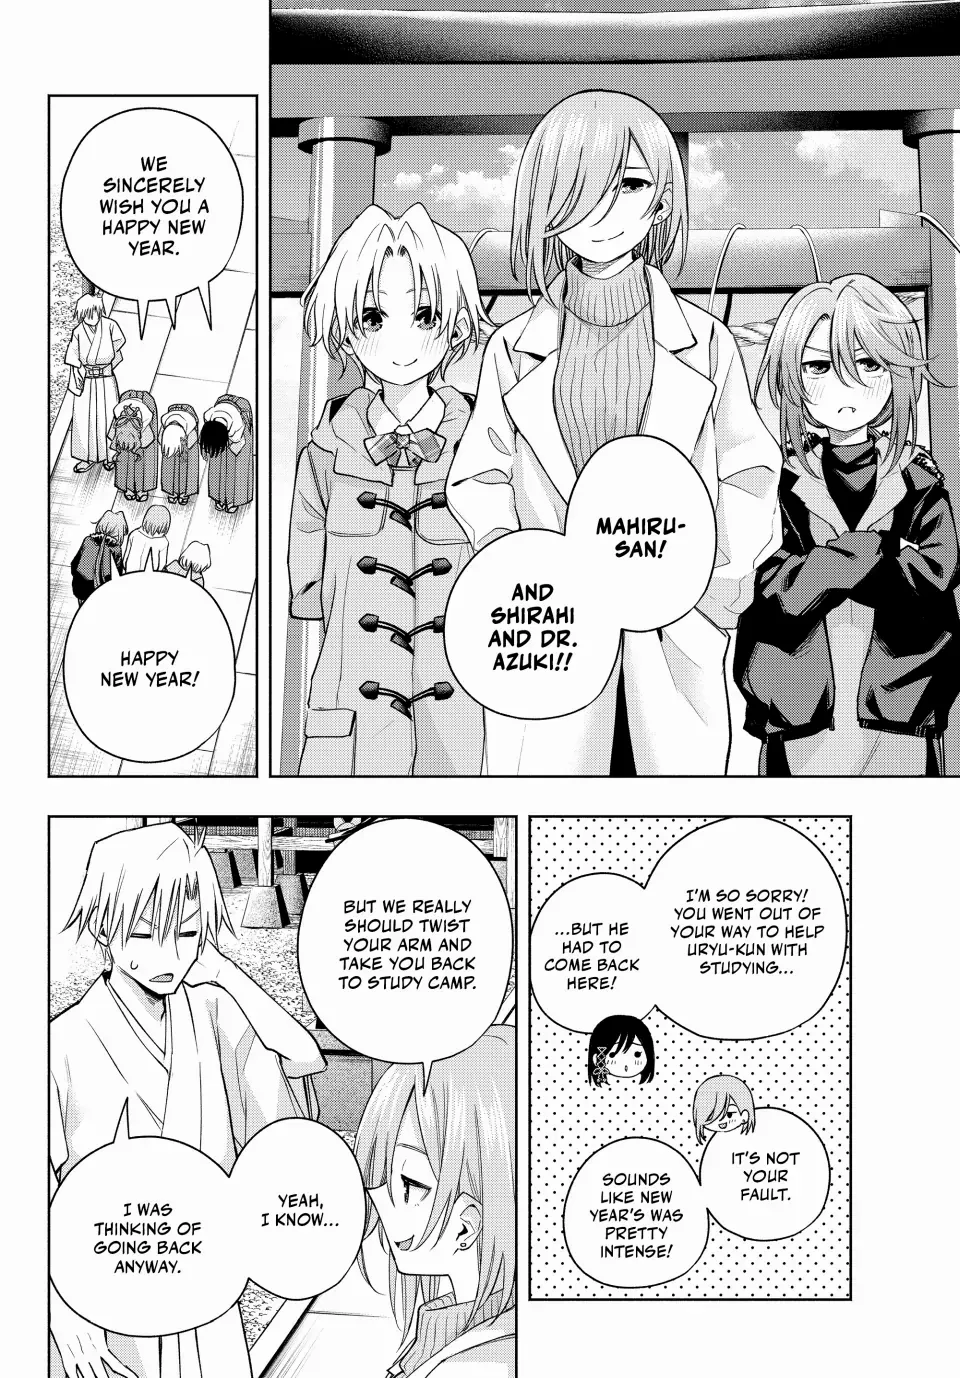 MAHIRU-
SAN!
AND
SHIRAHI
AND DR.
AZUKI!!
WE
SINCERELY
WISH YOU A
HAPPY NEW
YEAR.
HAPPY
NEW YEAR!
I'M SO SORRY!
YOU WENT OUT OF
YOUR WAY TO HELP
URYU-KUN WITH
STUDYING...
...BUT HE
HAD TO
COME BACK
HERE!
IT'S NOT
YOUR
FAULT.
SOUNDS
LIKE NEW
YEAR'S WAS
PRETTY
INTENSE!
BUT WE REALLY
SHOULD TWIST
YOUR ARM AND
TAKE YOU BACK
TO STUDY CAMP.
YEAH,
I KNOW...
I WAS
THINKING OF
GOING BACK
ANYWAY.